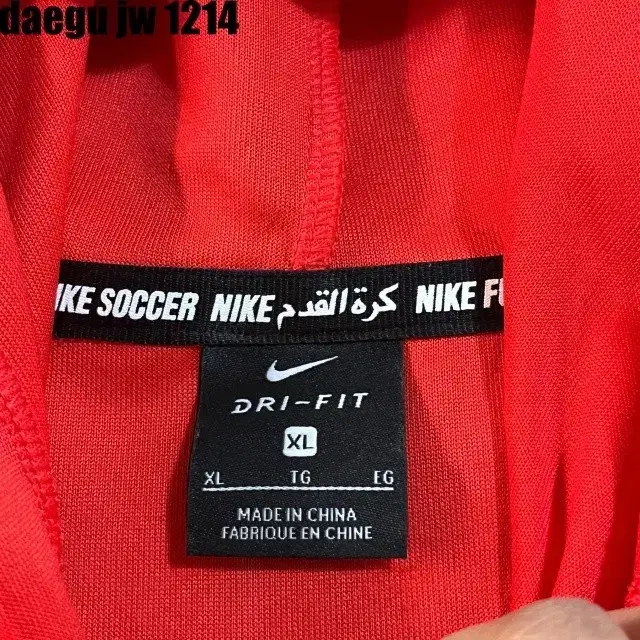 daegu jw 1214
IKE SOCCER NIKE كرة القدم NIKE F
DRI-FIT
XL
XL TG EG
MADE IN CHINA
FABRIQUE EN CHINE